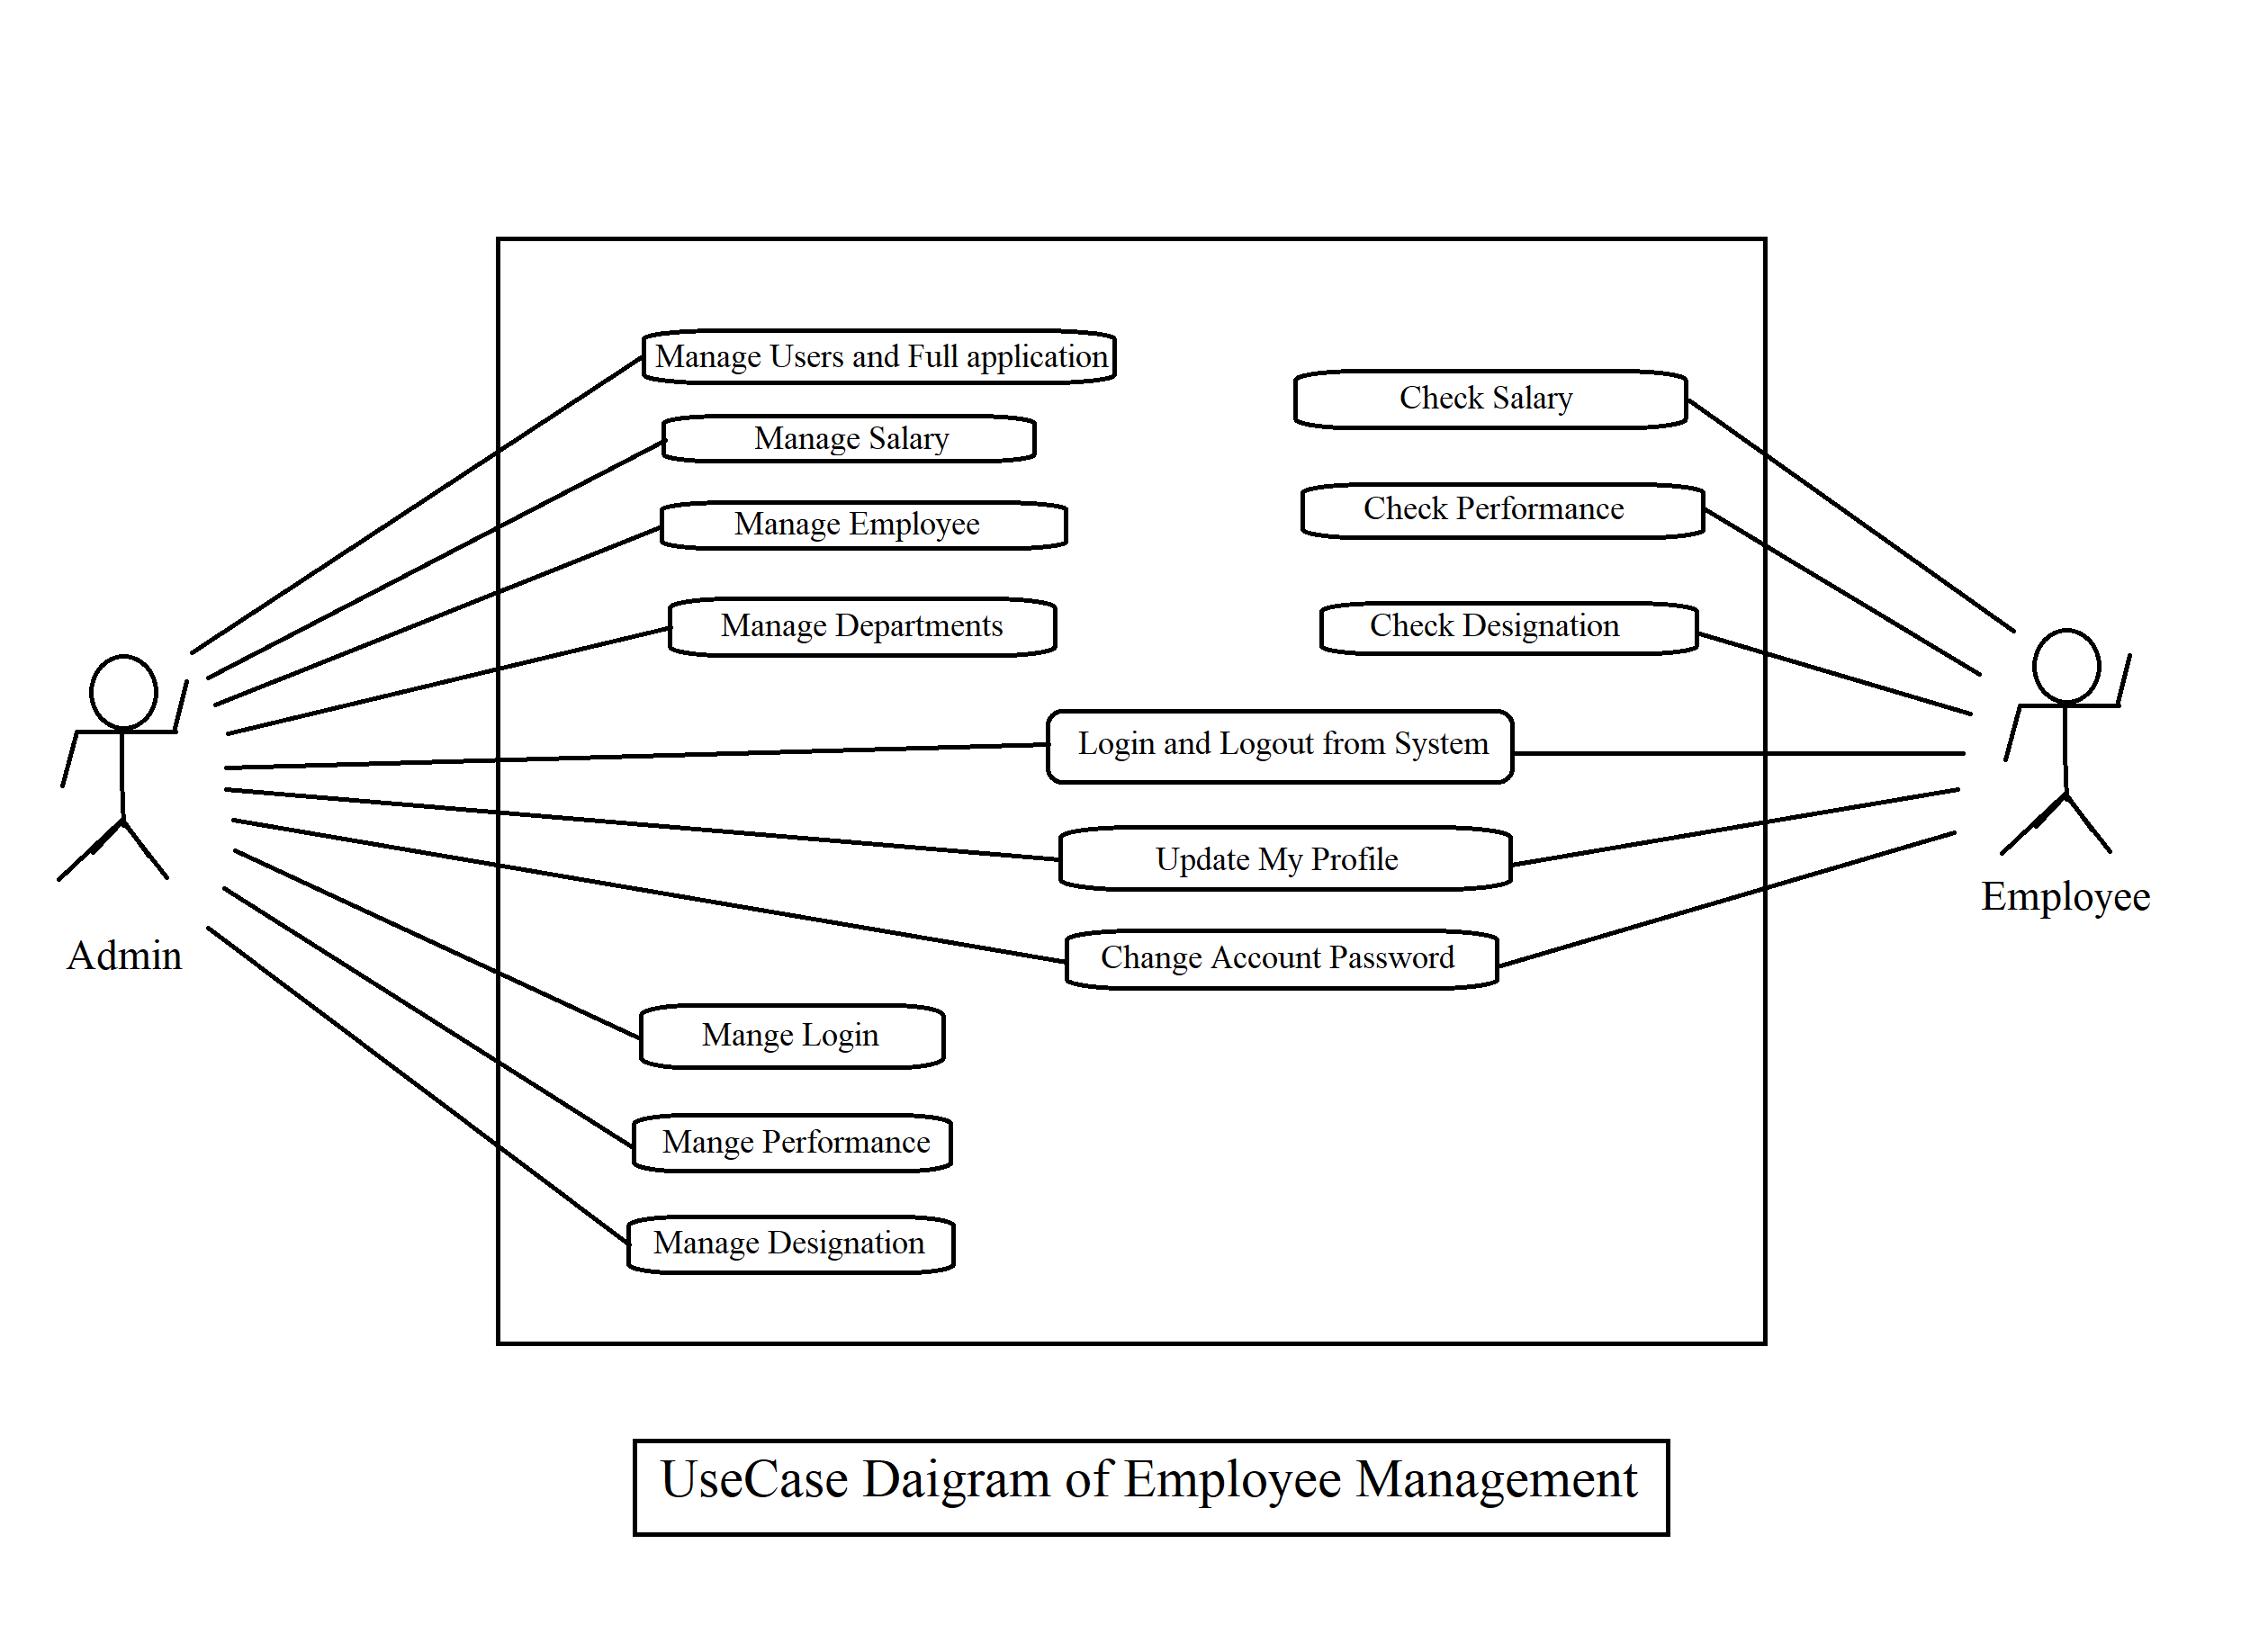 Manage Users and Full application
Check Salary
Manage Salary
Check Performance
Manage Employee
Manage Departments
Check Designation
Login and Logout from System
Update My Profile
Employee
Admin
Change Account Password
Mange Login
Mange Performance
Manage Designation
UseCase Daigram of Employee Management